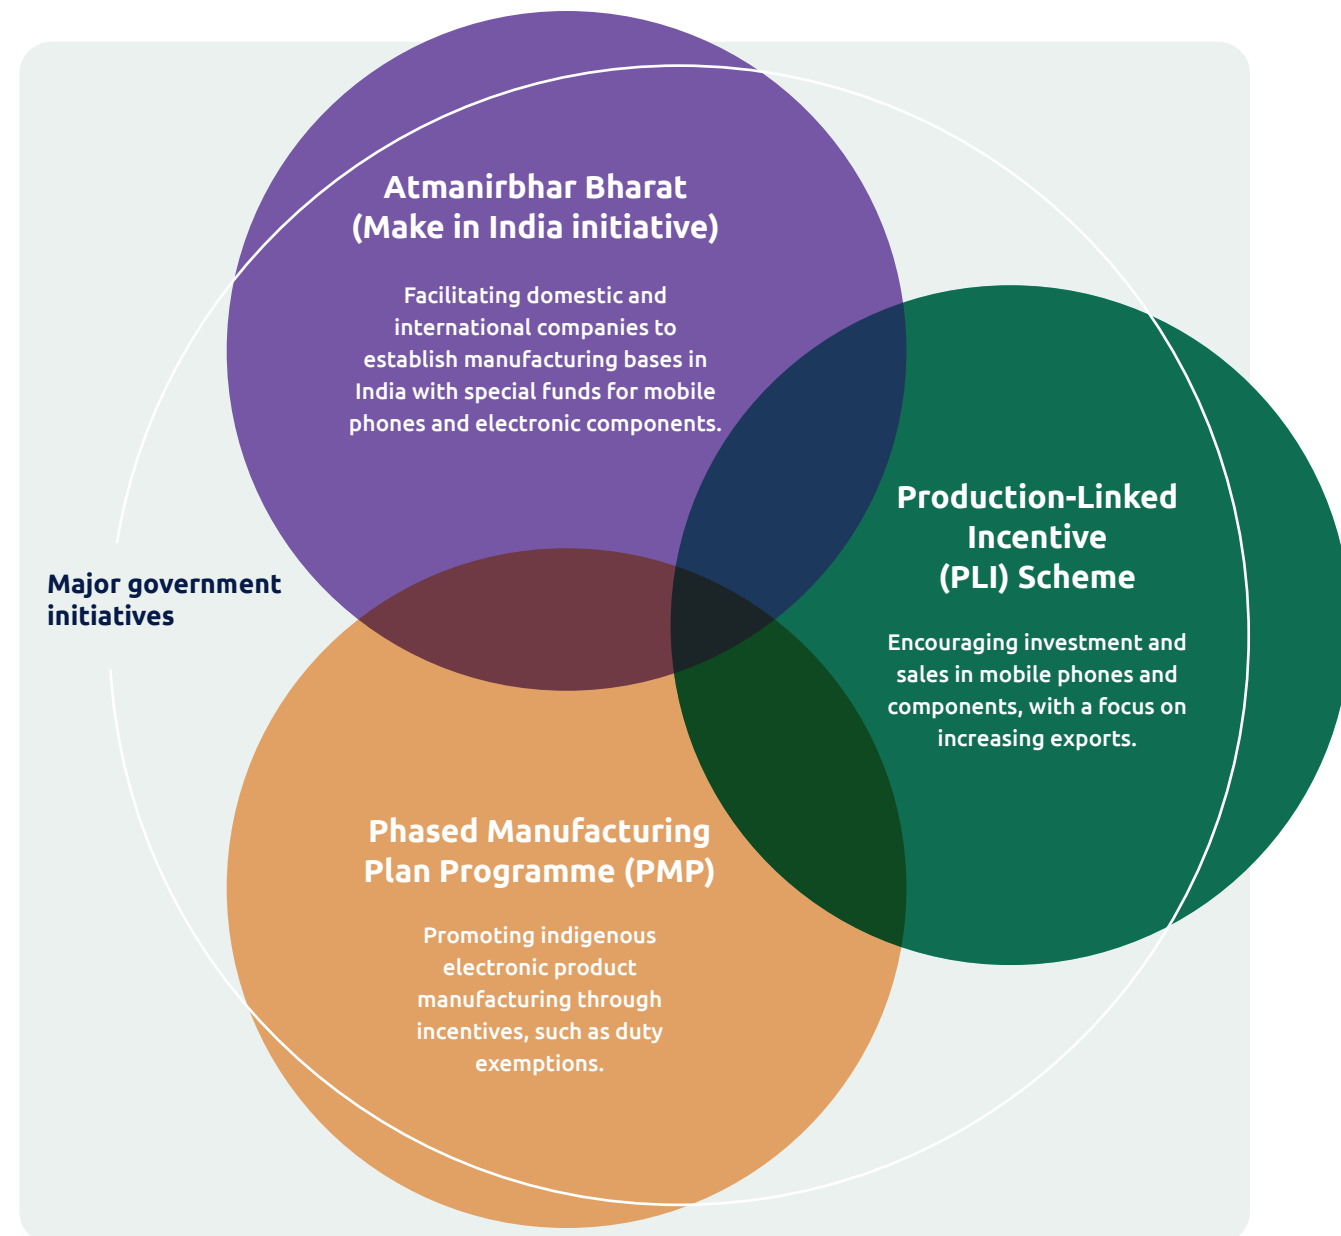 Atmanirbhar Bharat
(Make in India initiative)
Facilitating domestic and
international companies to
establish manufacturing bases in
India with special funds for mobile
phones and electronic components.
Production-Linked
Incentive
(PLI) Scheme
Encouraging investment and
sales in mobile phones and
components, with a focus on
increasing exports.
Major government
initiatives
Phased Manufacturing
Plan Programme (PMP)
Promoting indigenous
electronic product
manufacturing through
incentives, such as duty
exemptions.